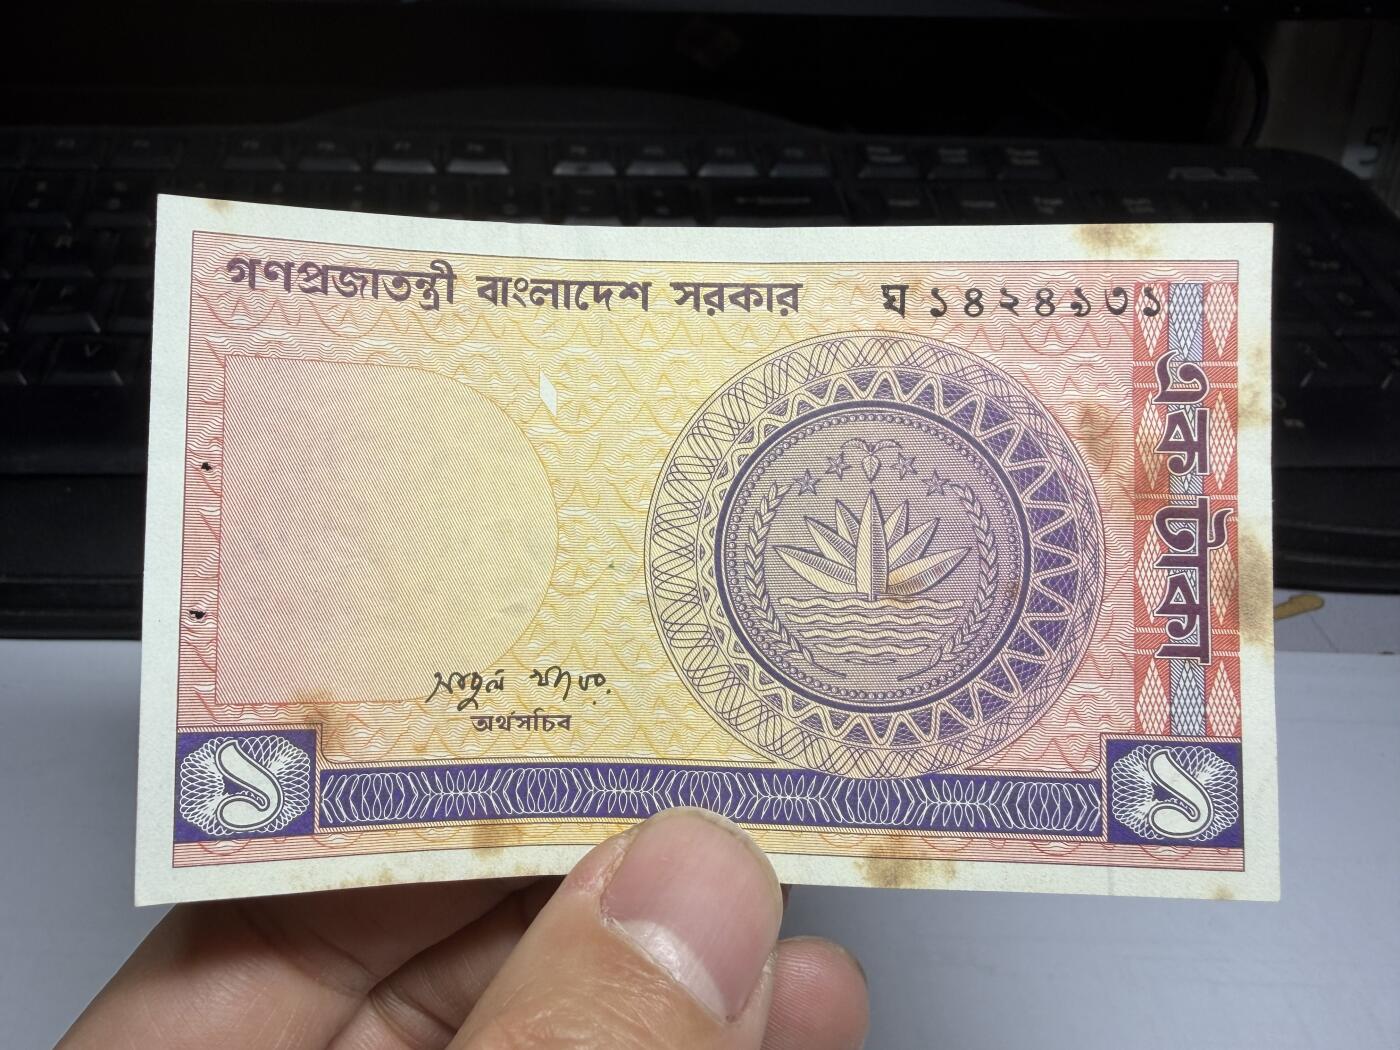 গণপ্রজাতন্ত্রী বাংলাদেশ সরকার
ঘ ১৪২৪৯৩১
এক টাকা
অর্থসচিব
১
১